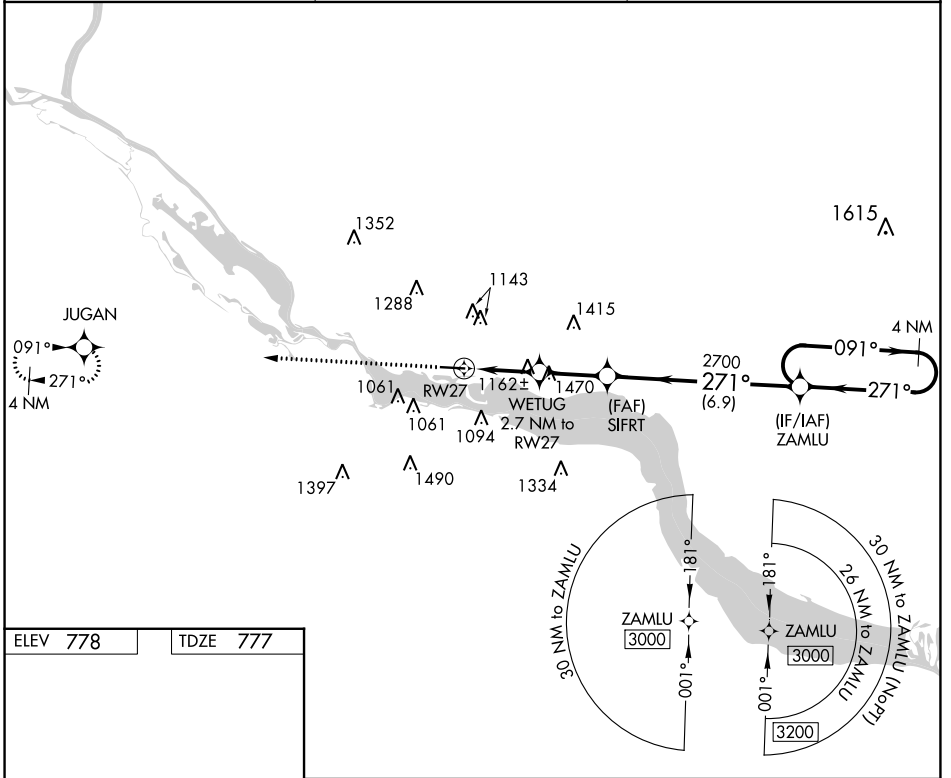 1615
1352
1143
1288
1415
JUGAN
091°
271°
4 NM
4 NM
091°
2700
271°
(6.9)
271°
RW27
1162±
1470
1061
1061
1094
WETUG
2.7 NM to
RW27
(FAF)
SIFRT
(IF/IAF)
ZAMLU
1397
1490
1334
30 NM to ZAMLU
181°
ZAMLU
3000
001°
30 NM to ZAMLU (NoPT)
26 NM to ZAMLU
181°
ZAMLU
3000
001°
3200
ELEV 778
TDZE 777